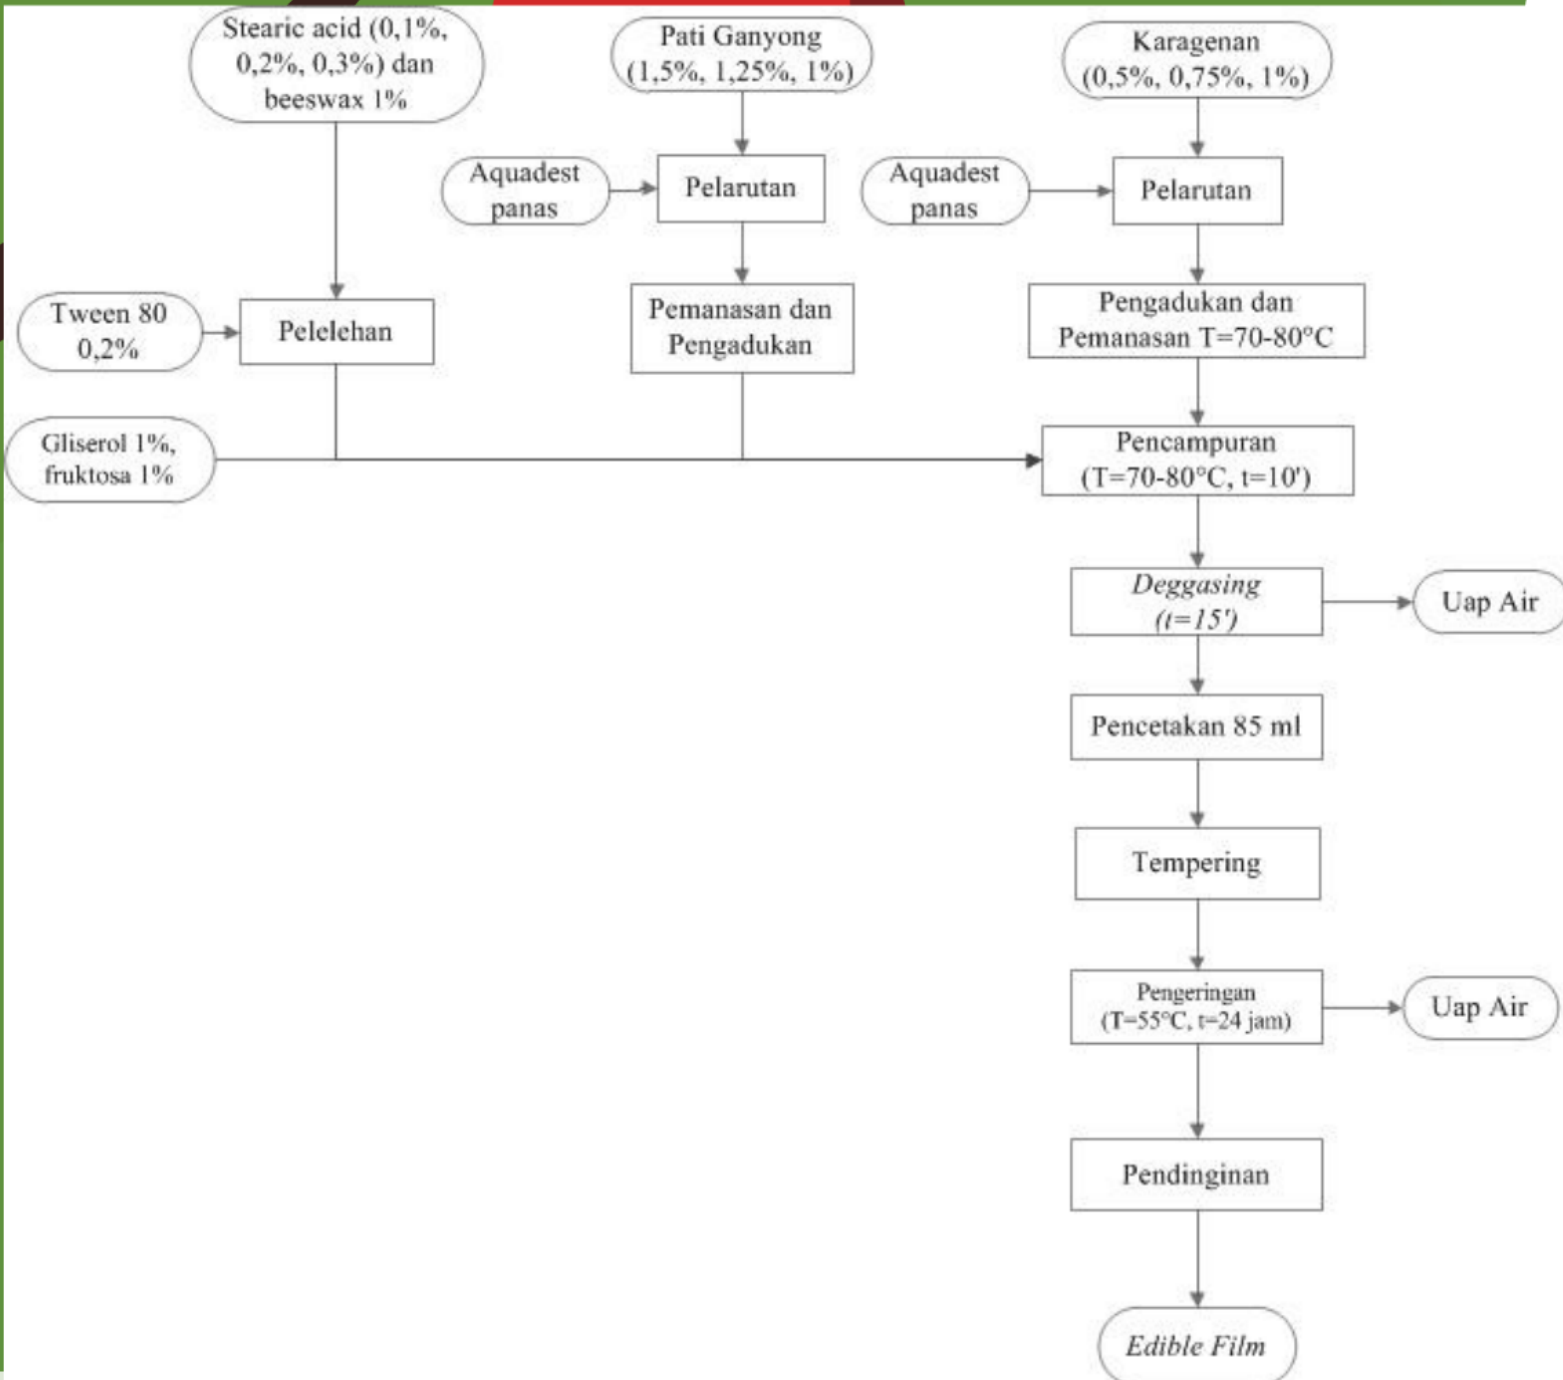 Stearic acid (0,1%,
0,2%, 0,3%) dan
beeswax 1%
Pati Ganyong
(1,5%, 1,25%, 1%)
Karagenan
(0,5%, 0,75%, 1%)
Aquadest
panas
Pelarutan
Aquadest
panas
Pelarutan
Tween 80
0,2%
Pelelehan
Pemanasan dan
Pengadukan
Pengadukan dan
Pemanasan T=70-80°C
Gliserol 1%,
fruktosa 1%
Pencampuran
(T=70-80°C, t=10')
Deggasing
(t=15')
Uap Air
Pencetakan 85 ml
Tempering
Pengeringan
(T=55°C, t=24 jam)
Uap Air
Pendinginan
Edible Film